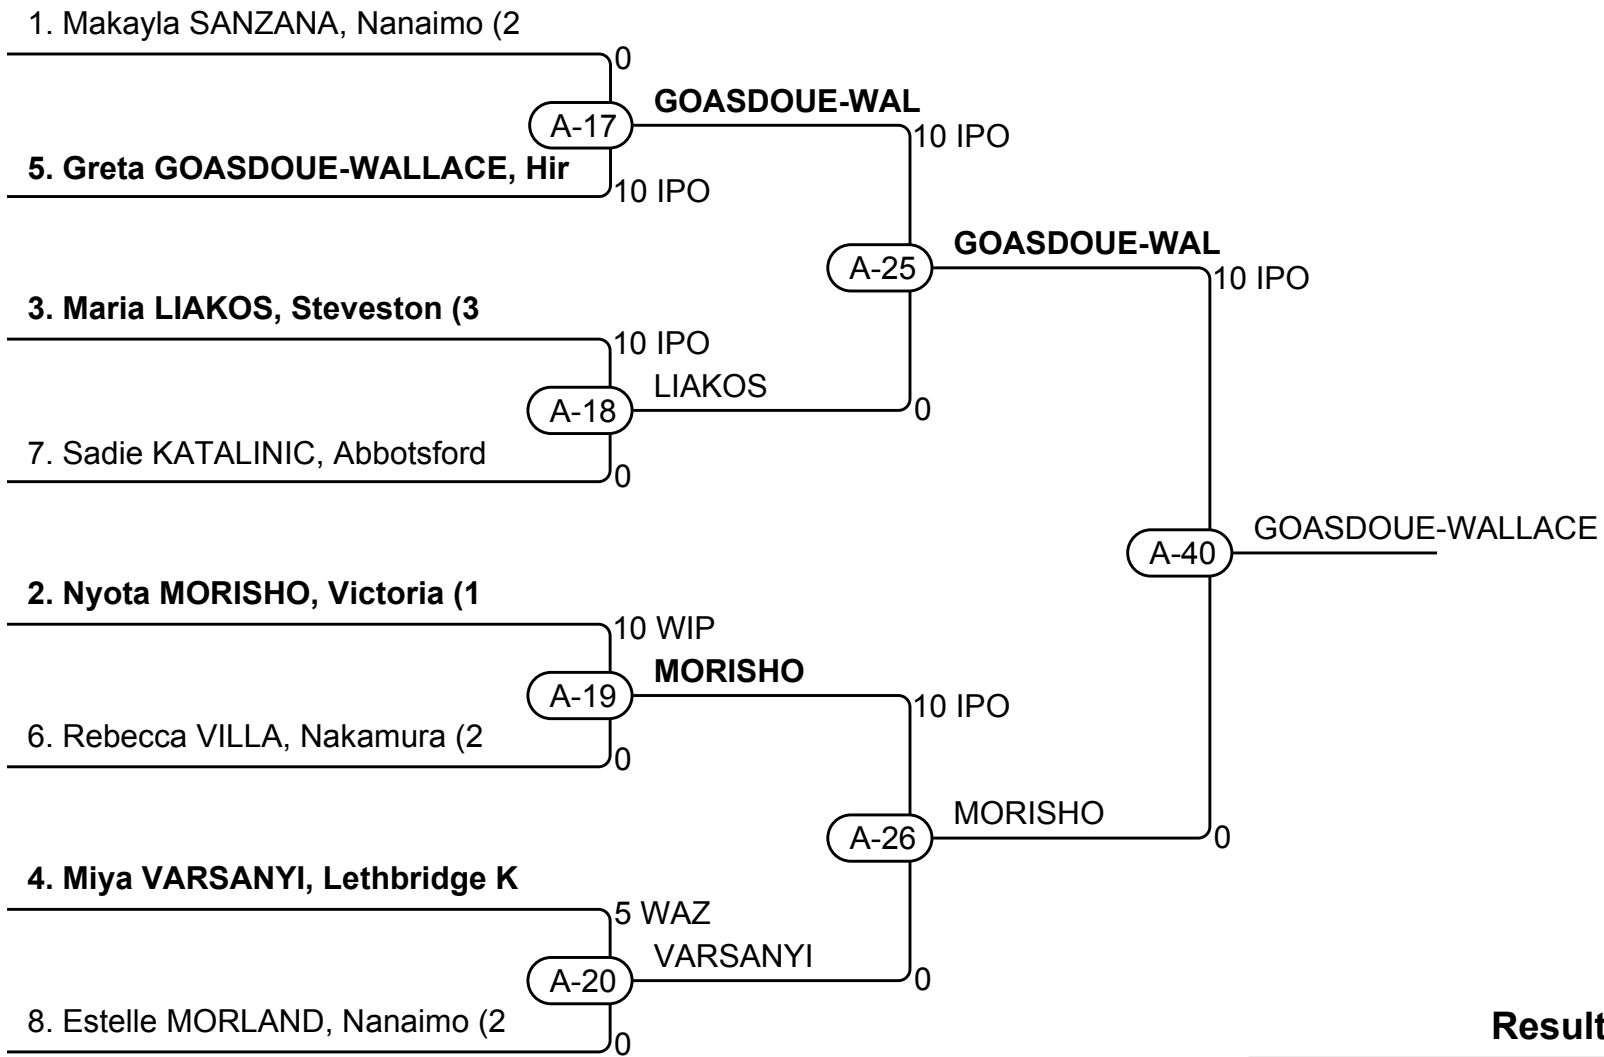 1. Makayla SANZANA, Nanaimo (2
0
GOASDOUE-WAL
A-17
10 IPO
5. Greta GOASDOUE-WALLACE, Hir
10 IPO
GOASDOUE-WAL
A-25
10 IPO
3. Maria LIAKOS, Steveston (3
10 IPO
LIAKOS
A-18
0
7. Sadie KATALINIC, Abbotsford
0
GOASDOUE-WALLACE
A-40
2. Nyota MORISHO, Victoria (1
10 WIP
MORISHO
A-19
10 IPO
6. Rebecca VILLA, Nakamura (2
0
MORISHO
A-26
0
4. Miya VARSANYI, Lethbridge K
5 WAZ
VARSANYI
A-20
0
8. Estelle MORLAND, Nanaimo (2
0
Result